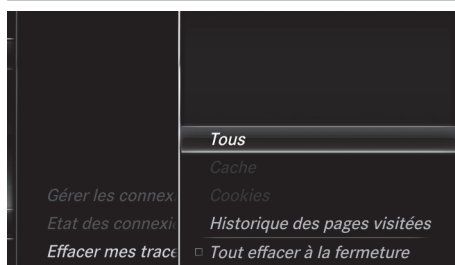 Tous
Cache
Cookies
Gérer les connex
Historique des pages visitées
Etat des connexi
Tout effacer à la fermeture
Effacer mes trace